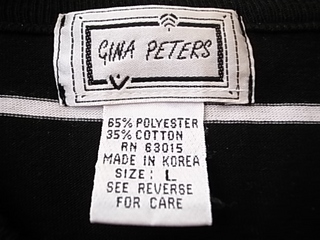 GINA PETERS
65% POLYESTER
35% COTTON
RN 63015
MADE IN KOREA
SIZE: L
SEE REVERSE
FOR CARE